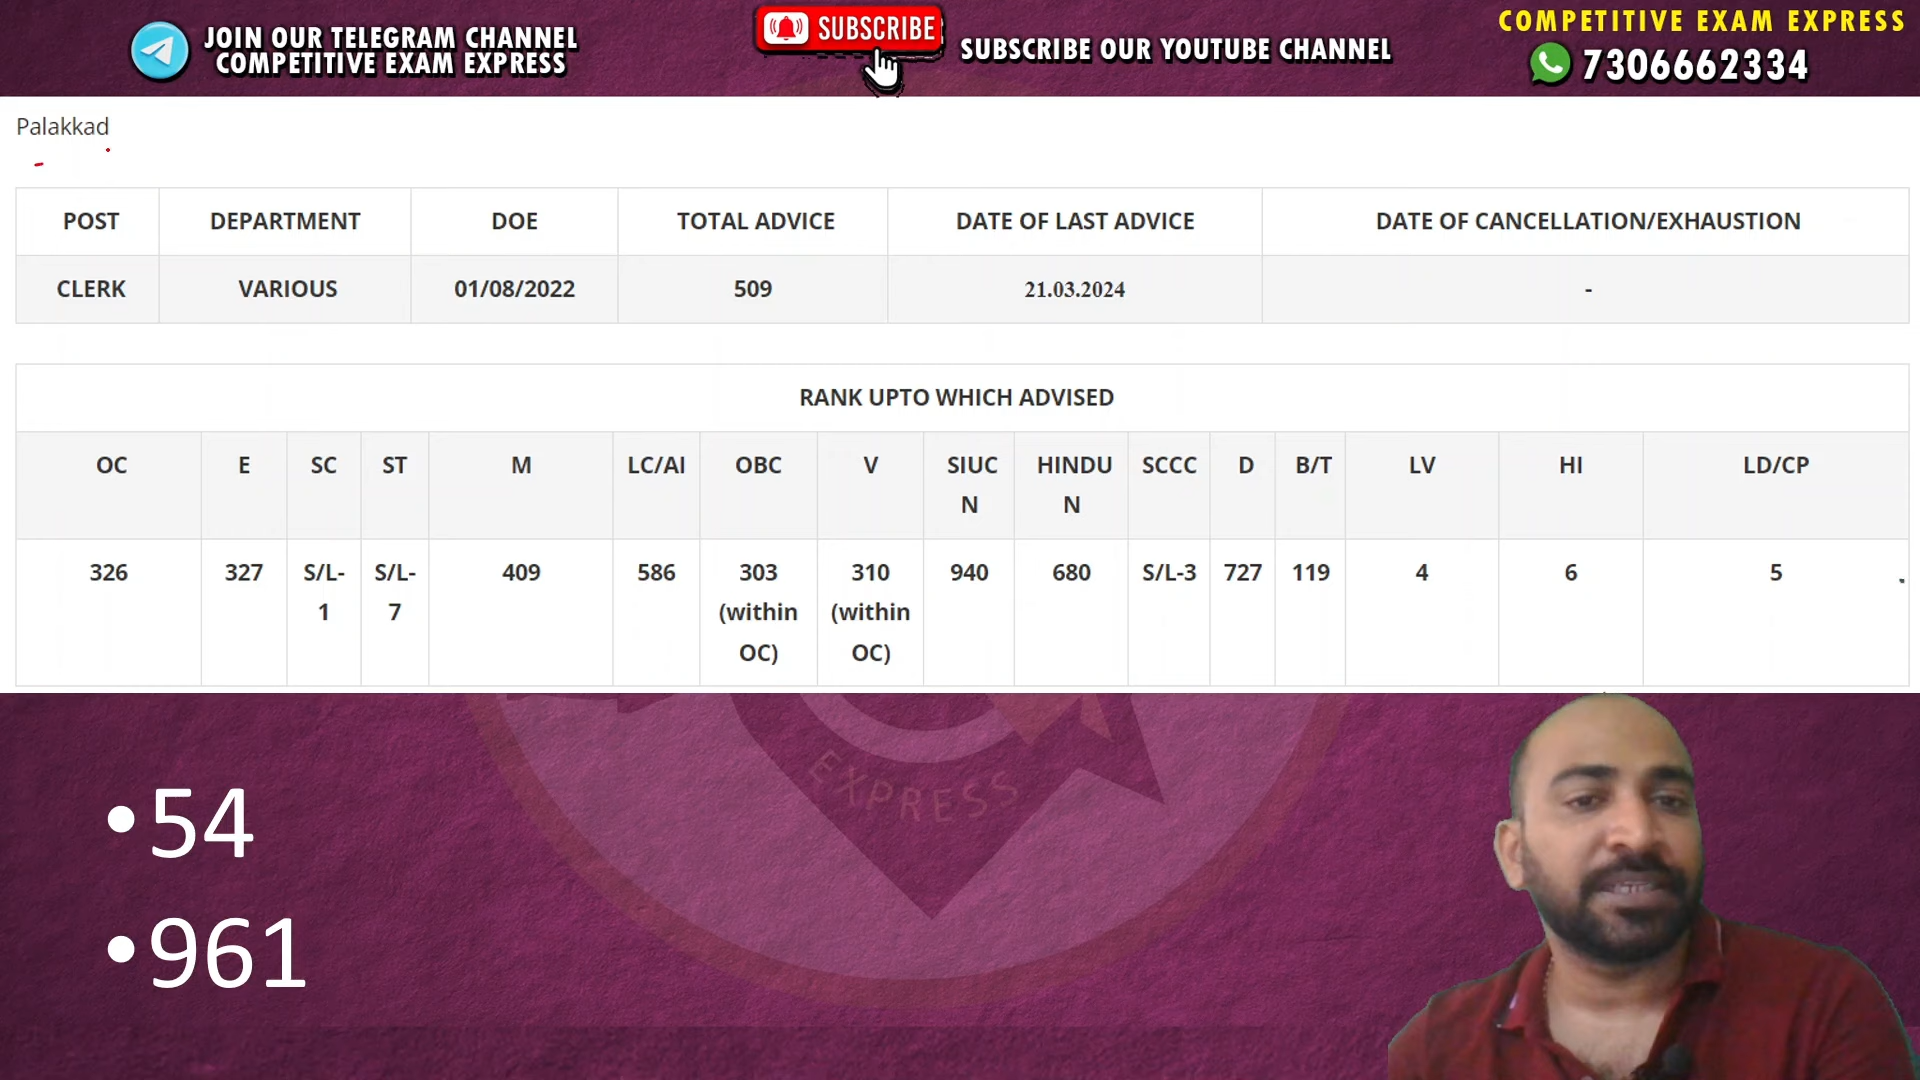 JOIN OUR TELEGRAM CHANNEL
COMPETITIVE EXAM EXPRESS
SUBSCRIBE
SUBSCRIBE OUR YOUTUBE CHANNEL
COMPETITIVE EXAM EXPRESS
7306662334
Palakkad
POST DEPARTMENT DOE TOTAL ADVICE DATE OF LAST ADVICE DATE OF CANCELLATION/EXHAUSTION
CLERK VARIOUS 01/08/2022 509 21.03.2024 -
RANK UPTO WHICH ADVISED
OC E SC ST M LC/AI OBC V SIUC HINDU SCCC D B/T LV HI LD/CP
N N
326 327 S/L- S/L- 409 586 303 310 940 680 S/L-3 727 119 4 6 5
1 7 (within (within
OC) OC)
EXPRESS
•54
•961